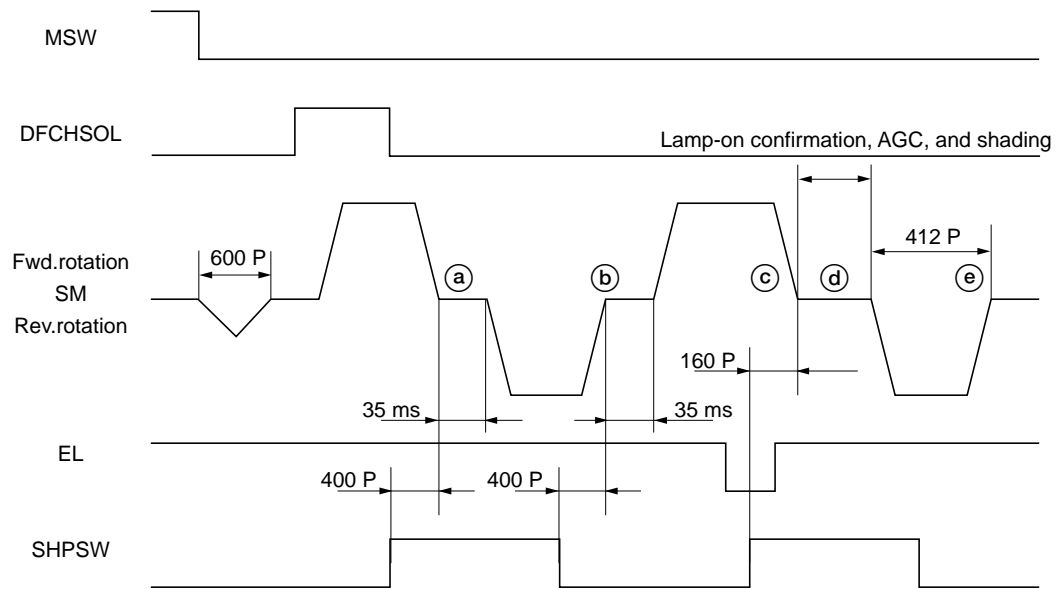 MSW
DFCHSOL
Lamp-on confirmation, AGC, and shading
600 P
412 P
Fwd.rotation
SM
Rev.rotation
a
b
c
d
e
160 P
35 ms
35 ms
EL
400 P
400 P
SHPSW